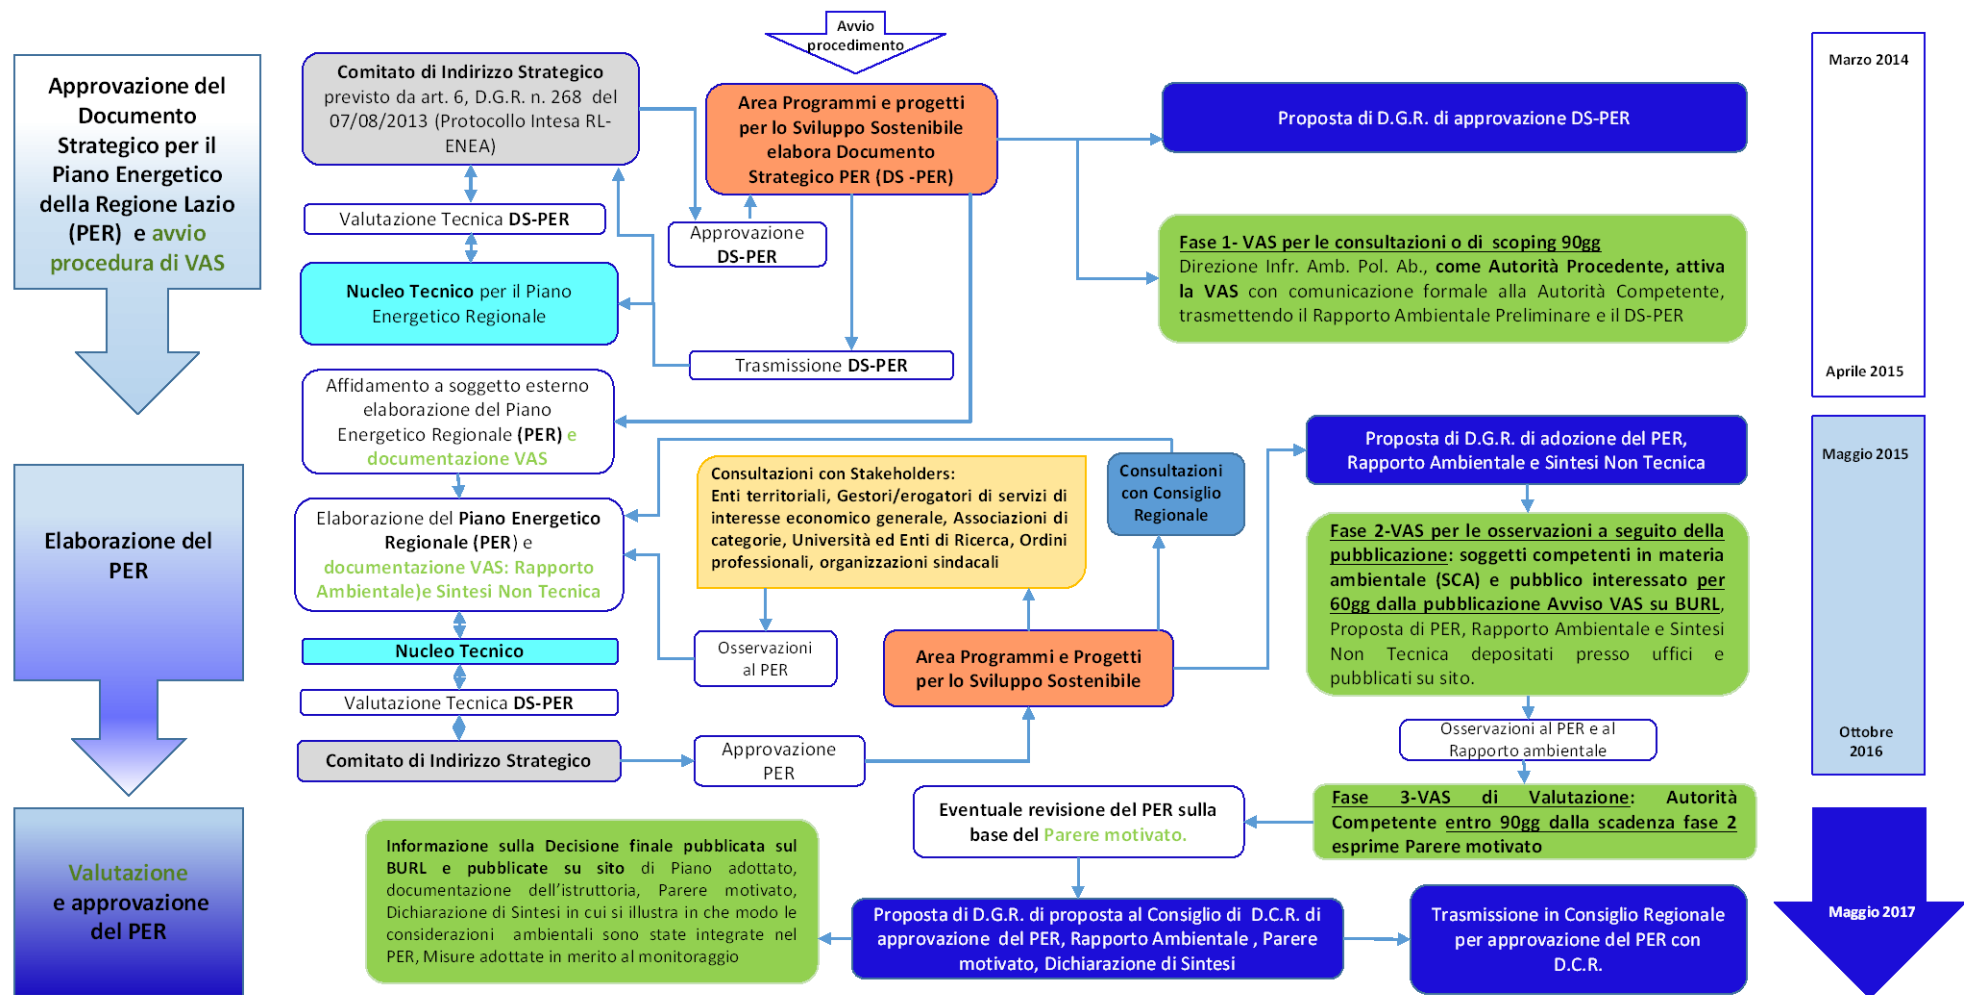 Avvio
procedimento
Approvazione del
Documento
Strategico per il
Piano Energetico
della Regione Lazio
(PER) e avvio
procedura di VAS
Comitato di Indirizzo Strategico
previsto da art. 6, D.G.R. n. 268 del
07/08/2013 (Protocollo Intesa RL-
ENEA)
Valutazione Tecnica DS-PER
Nucleo Tecnico per il Piano
Energetico Regionale
Area Programmi e progetti
per lo Sviluppo Sostenibile
elabora Documento
Strategico PER (DS -PER)
Approvazione
DS-PER
Trasmissione DS-PER
Proposta di D.G.R. di approvazione DS-PER
Fase 1- VAS per le consultazioni o di scoping 90gg
Direzione Infr. Amb. Pol. Ab., come Autorità Procedente, attiva
la VAS con comunicazione formale alla Autorità Competente,
trasmettendo il Rapporto Ambientale Preliminare e il DS-PER
Marzo 2014
Aprile 2015
Affidamento a soggetto esterno
elaborazione del Piano
Energetico Regionale (PER) e
documentazione VAS
Elaborazione del
PER
Elaborazione del Piano Energetico
Regionale (PER) e
documentazione VAS: Rapporto
Ambientale)e Sintesi Non Tecnica
Nucleo Tecnico
Valutazione Tecnica DS-PER
Comitato di Indirizzo Strategico
Consultazioni con Stakeholders:
Enti territoriali, Gestori/erogatori di servizi di
interesse economico generale, Associazioni di
categorie, Università ed Enti di Ricerca, Ordini
professionali, organizzazioni sindacali
Osservazioni
al PER
Approvazione
PER
Consultazioni
con Consiglio
Regionale
Area Programmi e Progetti
per lo Sviluppo Sostenibile
Proposta di D.G.R. di adozione del PER,
Rapporto Ambientale e Sintesi Non Tecnica
Fase 2-VAS per le osservazioni a seguito della
pubblicazione: soggetti competenti in materia
ambientale (SCA) e pubblico interessato per
60gg dalla pubblicazione Avviso VAS su BURL,
Proposta di PER, Rapporto Ambientale e Sintesi
Non Tecnica depositati presso uffici e
pubblicati su sito.
Osservazioni al PER e al
Rapporto ambientale
Maggio 2015
Ottobre
2016
Valutazione
e approvazione
del PER
Fase 3-VAS di Valutazione: Autorità
Competente entro 90gg dalla scadenza fase 2
esprime Parere motivato
Eventuale revisione del PER sulla
base del Parere motivato.
Informazione sulla Decisione finale pubblicata sul
BURL e pubblicate su sito di Piano adottato,
documentazione dell'istruttoria, Parere motivato,
Dichiarazione di Sintesi in cui si illustra in che modo le
considerazioni ambientali sono state integrate nel
PER, Misure adottate in merito al monitoraggio
Proposta di D.G.R. di proposta al Consiglio di D.C.R. di
approvazione del PER, Rapporto Ambientale , Parere
motivato, Dichiarazione di Sintesi
Trasmissione in Consiglio Regionale
per approvazione del PER con
D.C.R.
Maggio 2017